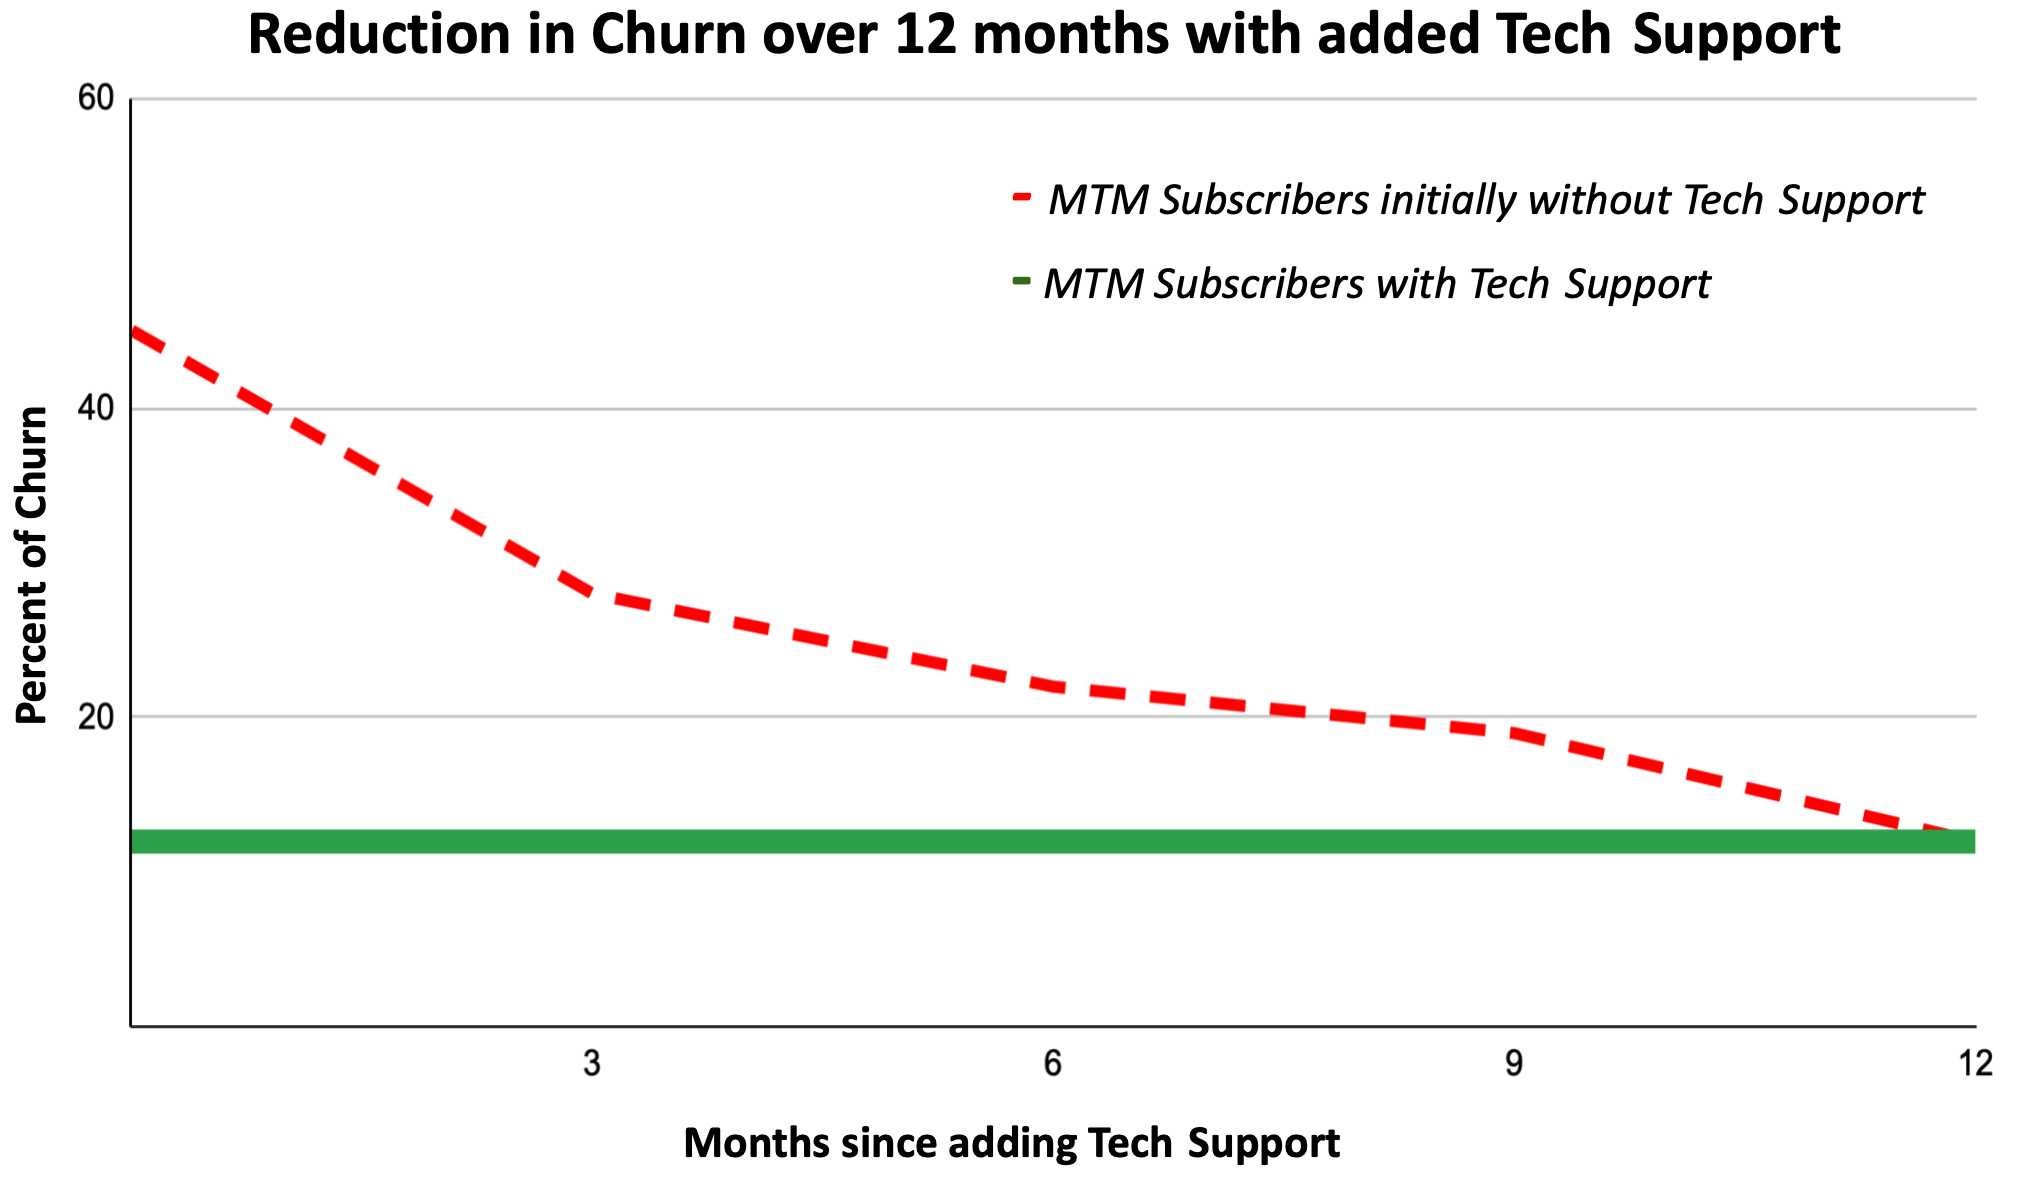 Reduction in Churn over 12 months with added Tech Support
60
MTM Subscribers initially without Tech Support
MTM Subscribers with Tech Support
40
Percent of Churn
20
3 6 9 12
Months since adding Tech Support